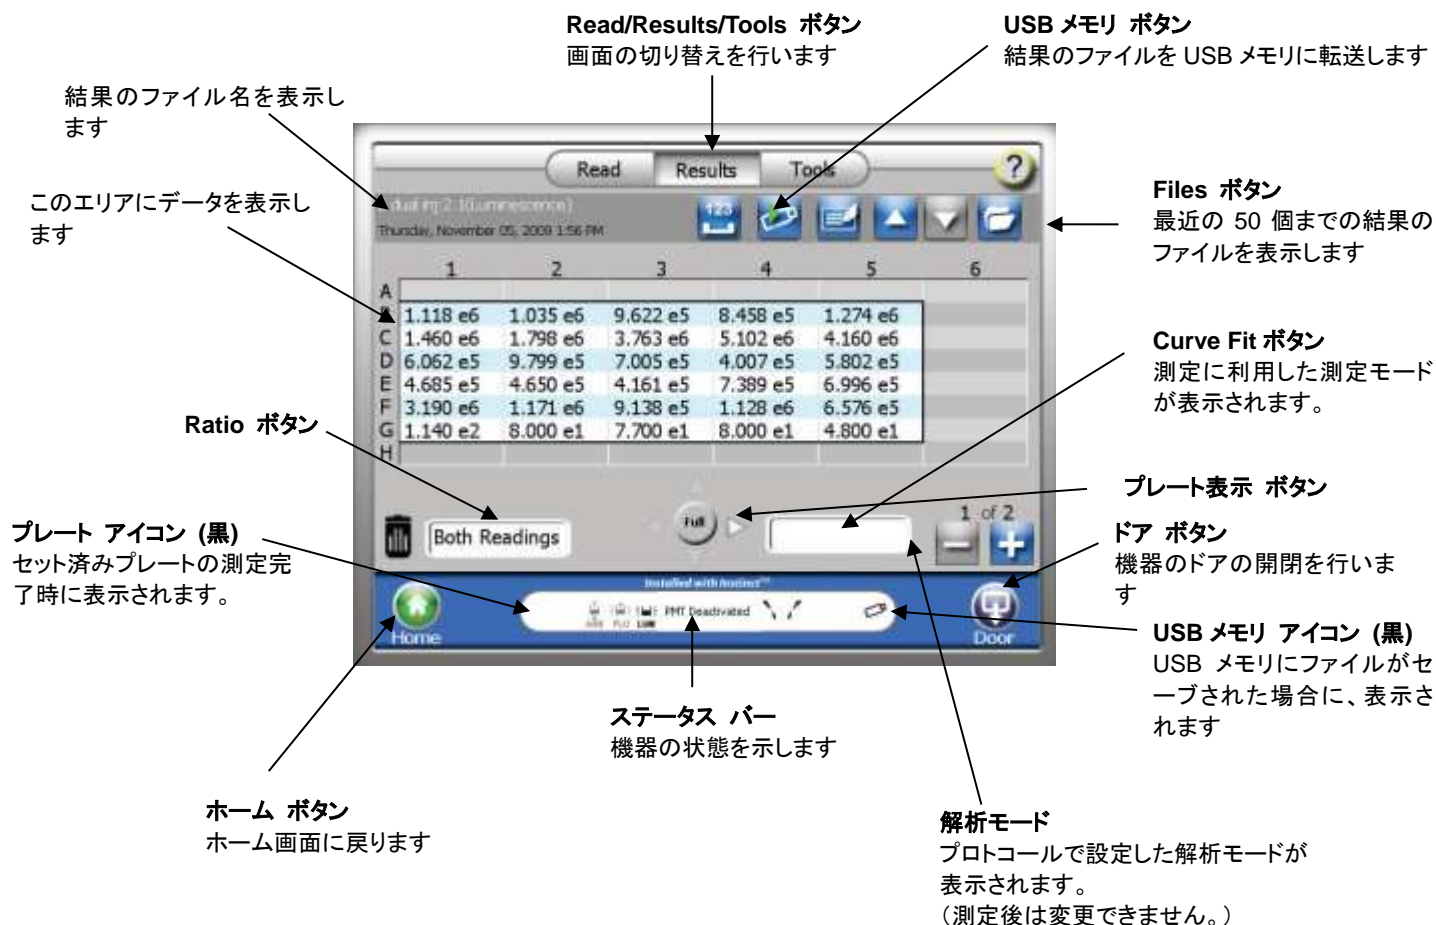 Read/Results/Tools ボタン
画面の切り替えを行います
USB メモリ ボタン
結果のファイルを USB メモリに転送します
結果のファイル名を表示し
ます
このエリアにデータを表示し
ます
Files ボタン
最近の 50 個までの結果の
ファイルを表示します
Curve Fit ボタン
測定に利用した測定モード
が表示されます。
Ratio ボタン
プレート表示 ボタン
プレート アイコン (黒)
セット済みプレートの測定完
了時に表示されます。
ドア ボタン
機器のドアの開閉を行いま
す
USB メモリ アイコン (黒)
USB メモリにファイルがセ
ーブされた場合に、表示さ
れます
ステータス バー
機器の状態を示します
ホーム ボタン
ホーム画面に戻ります
解析モード
プロトコールで設定した解析モードが
表示されます。
（測定後は変更できません。）
Read Results Tools ?
dual inj 2 1(Luminescence)
Thursday, November 05, 2009 1:56 PM
123
1 2 3 4 5 6
A
B 1.118 e6 1.035 e6 9.622 e5 8.458 e5 1.274 e6
C 1.460 e6 1.798 e6 3.763 e6 5.102 e6 4.160 e6
D 6.062 e5 9.799 e5 7.005 e5 4.007 e5 5.802 e5
E 4.685 e5 4.650 e5 4.161 e5 7.389 e5 6.996 e5
F 3.190 e6 1.171 e6 9.138 e5 1.128 e6 6.576 e5
G 1.140 e2 8.000 e1 7.700 e1 8.000 e1 4.800 e1
H
Both Readings
Full
1 of 2
Installed with Instinct™
ABS FLU LUM PMT Deactivated
Home
Door